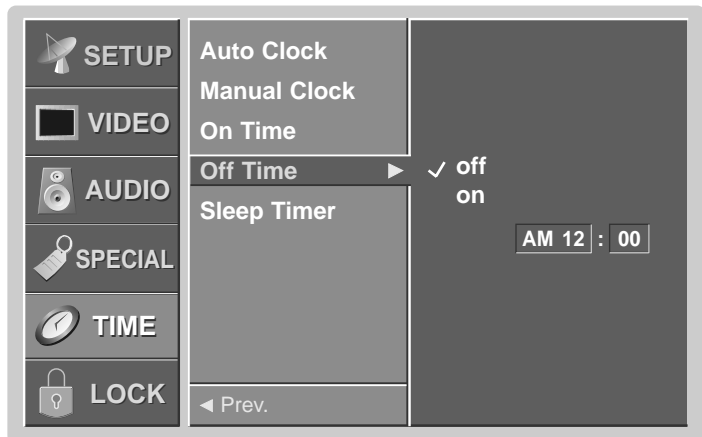 SETUP
VIDEO
AUDIO
SPECIAL
TIME
LOCK
Auto Clock
Manual Clock
On Time
Off Time ►
Sleep Timer
◄ Prev.
✓ off
on
AM 12 : 00